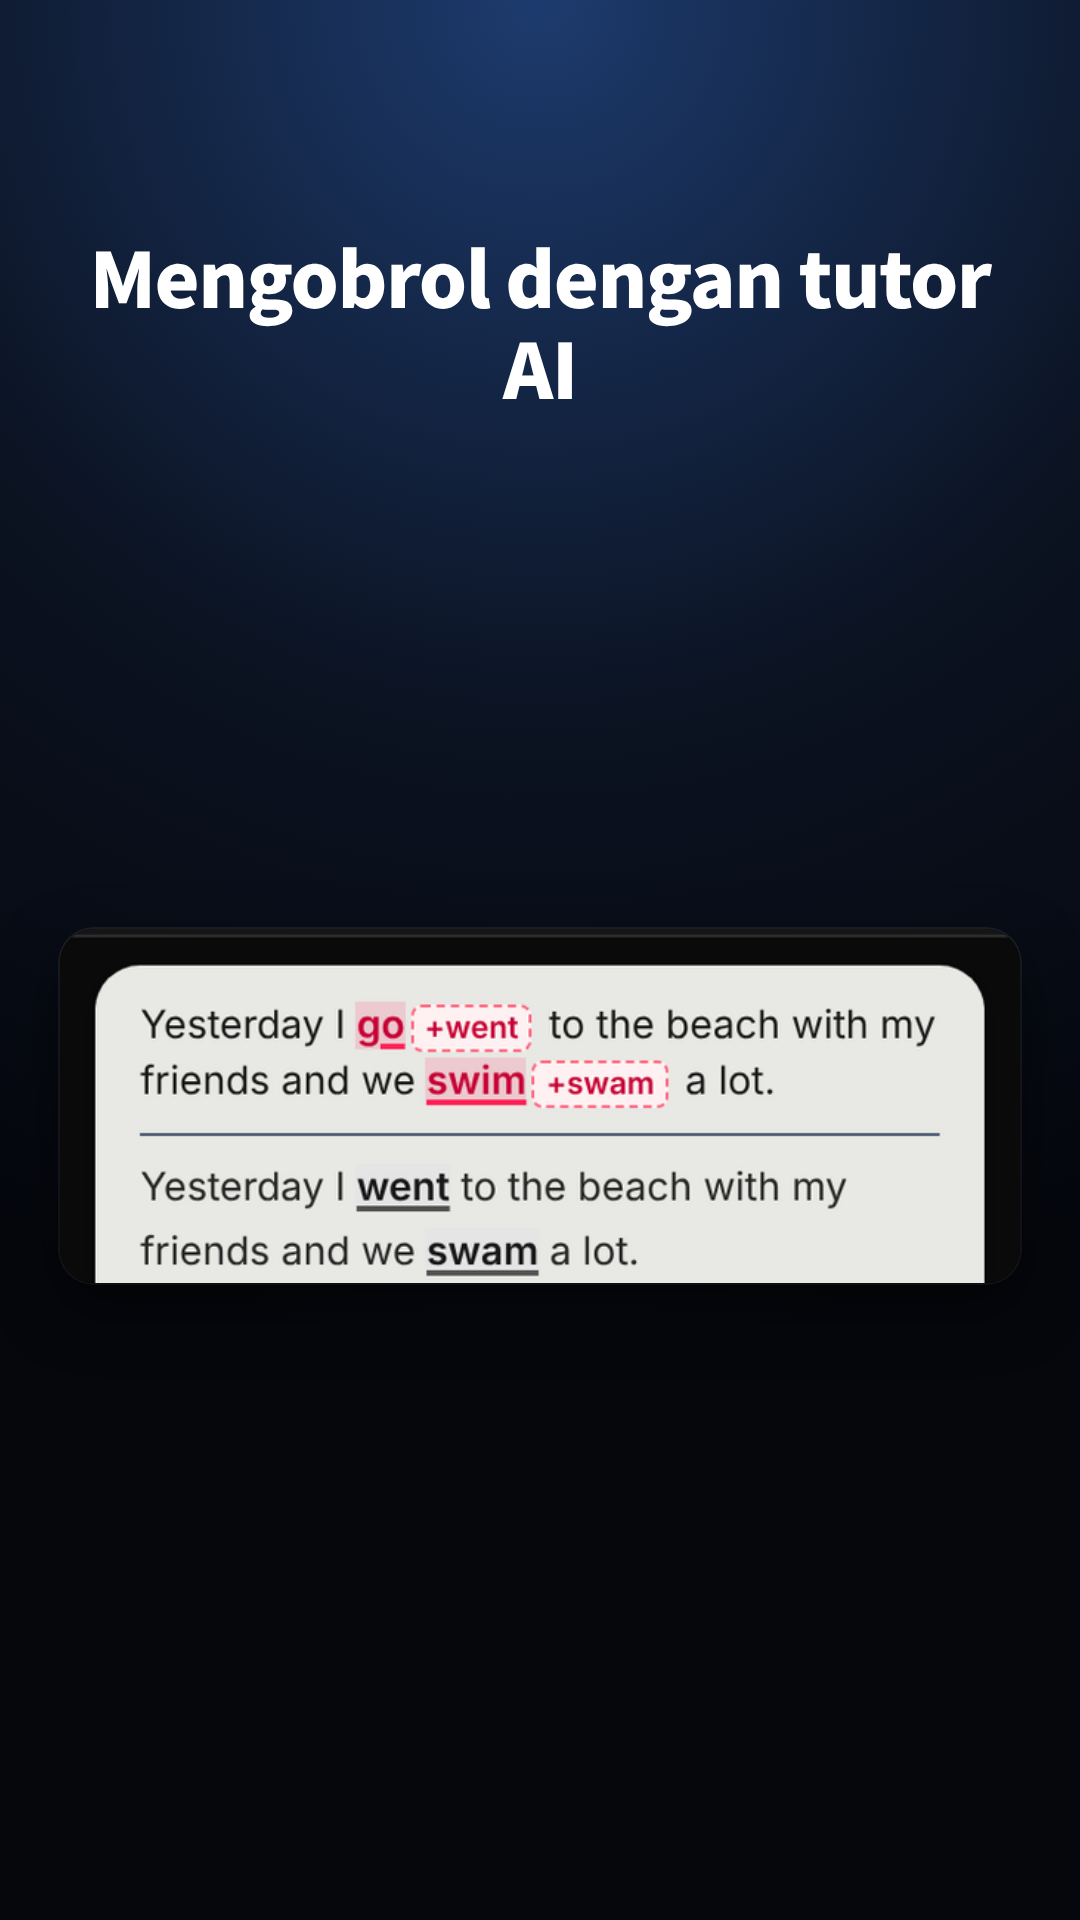 Mengobrol dengan tutor
AI
Yesterday I go +went to the beach with my
friends and we swim +swam a lot.
Yesterday I went to the beach with my
friends and we swam a lot.